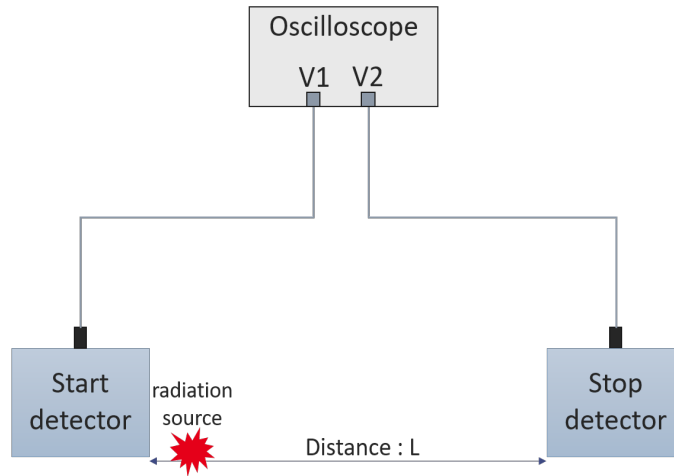 Oscilloscope
V1 V2
Start
detector
radiation
source
Distance : L
Stop
detector